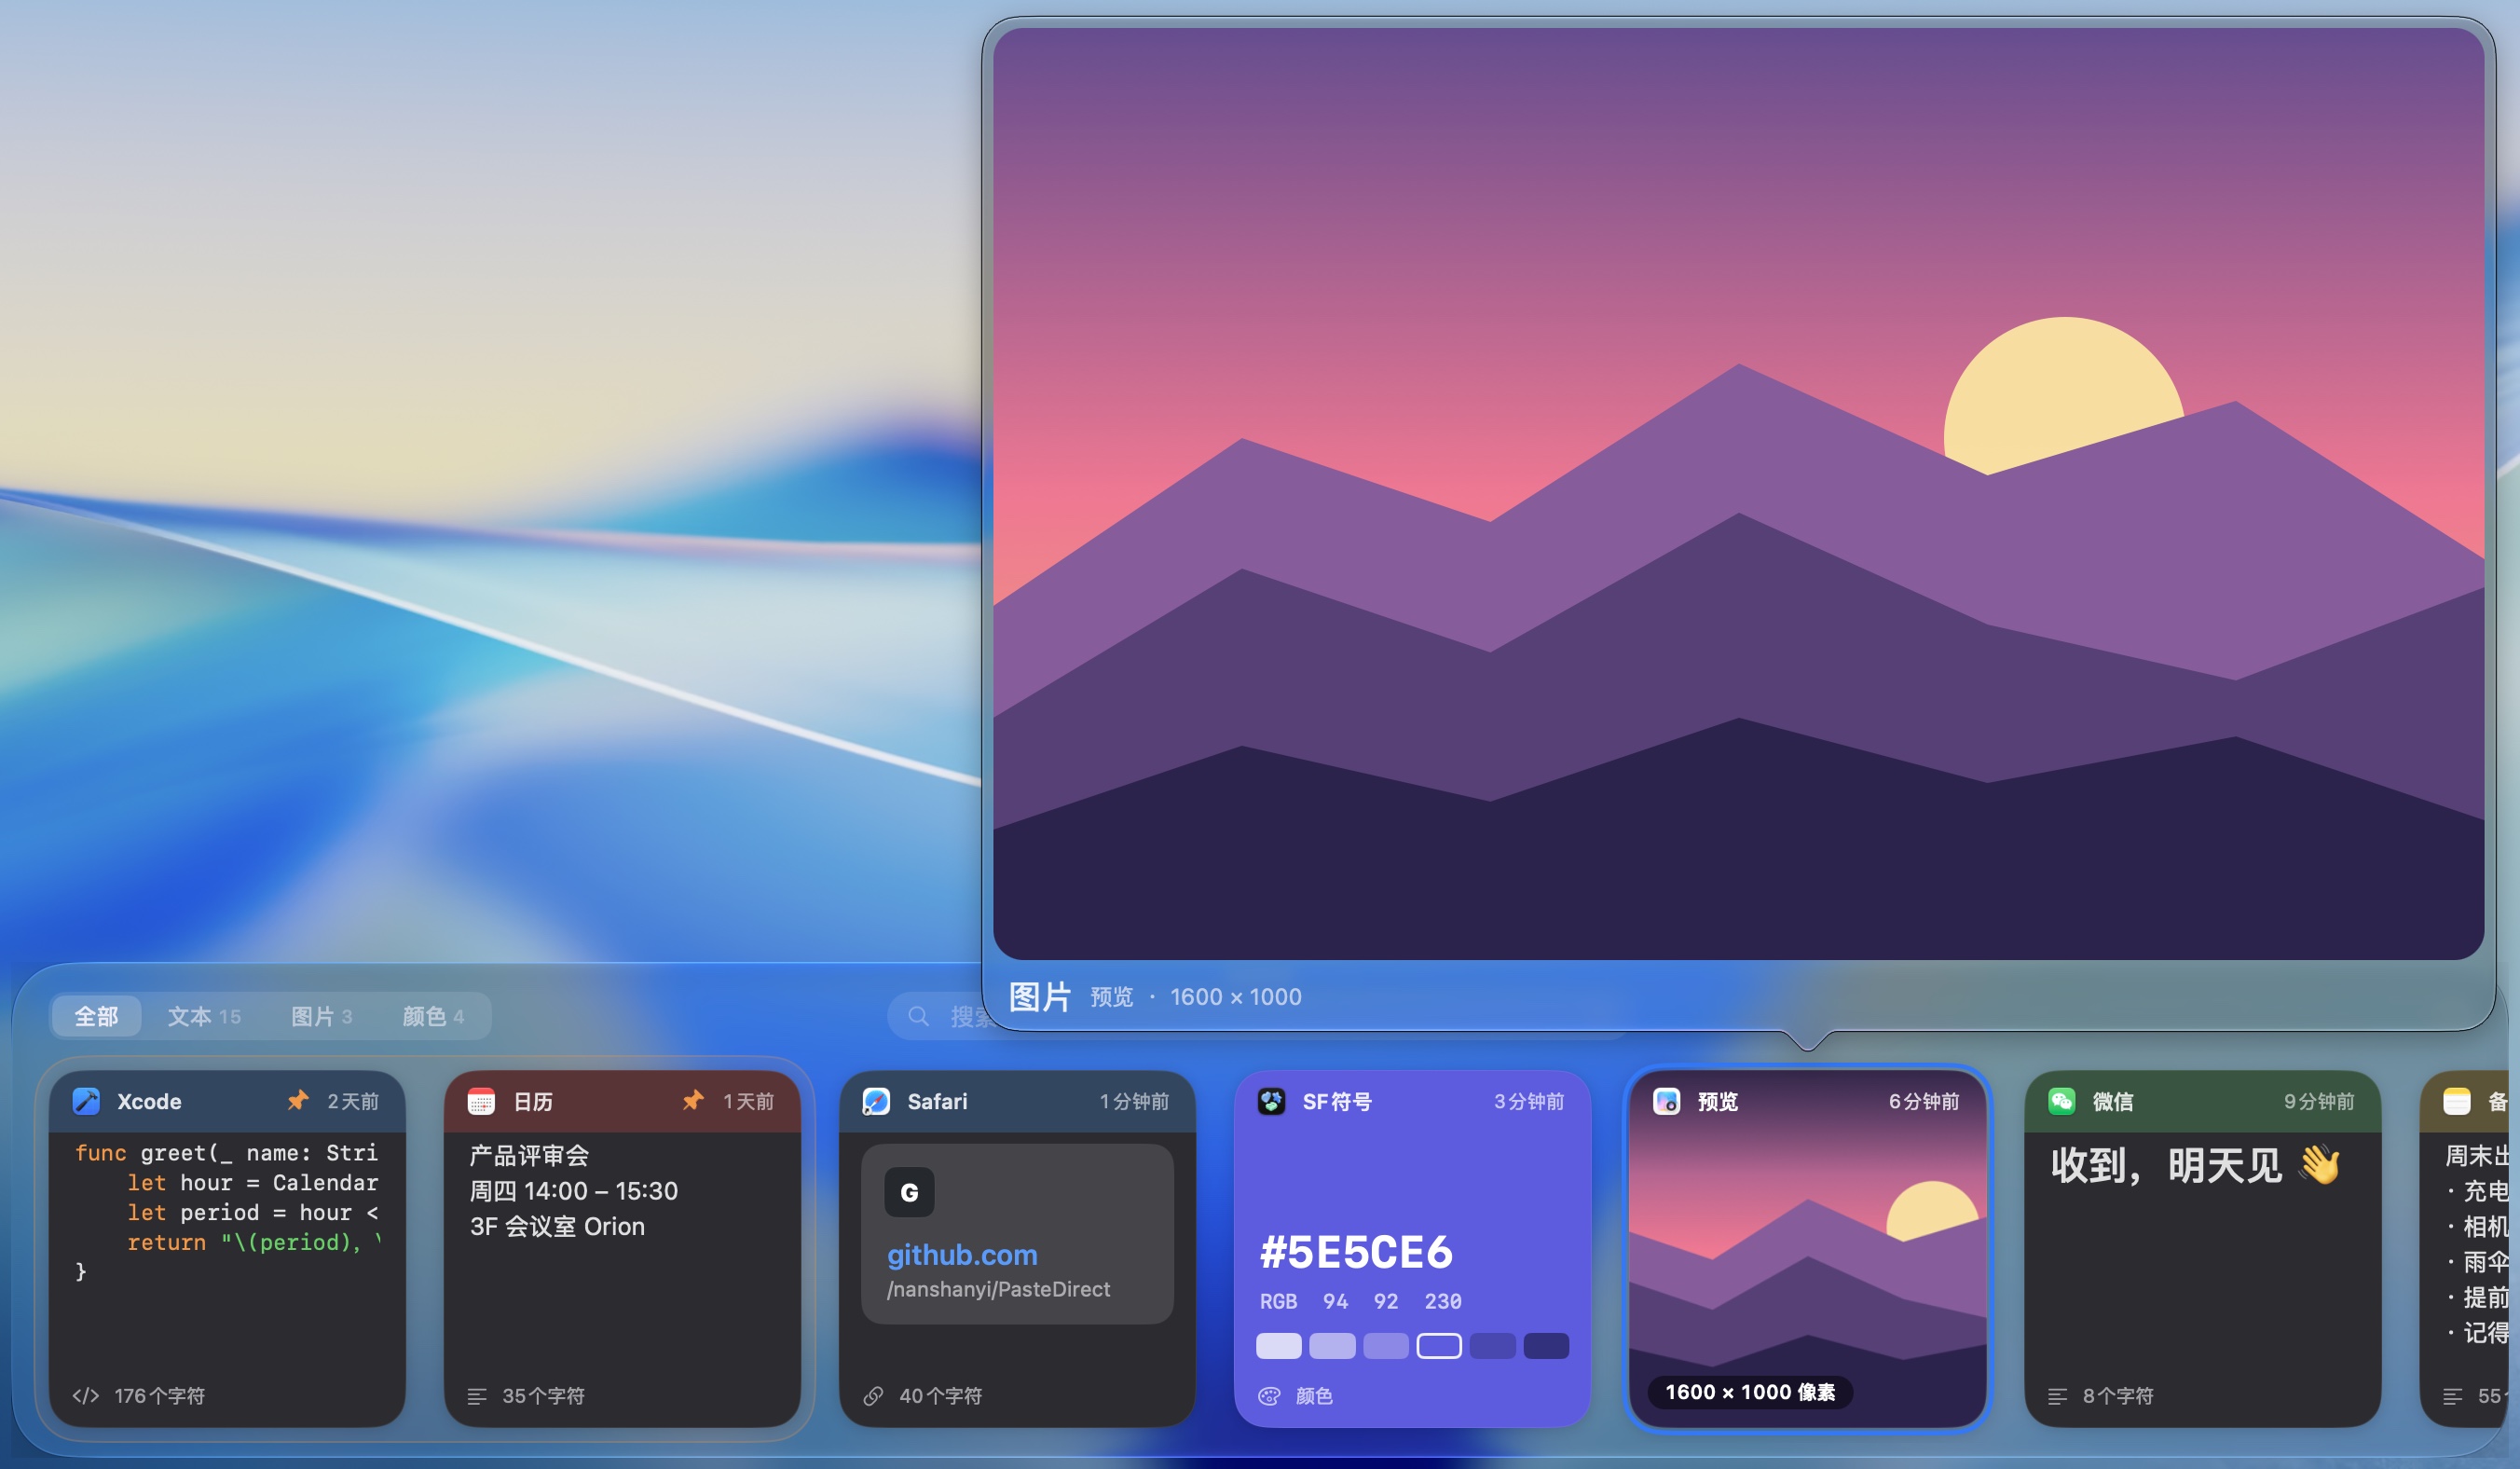 图片 预览 · 1600 × 1000
全部 文本 15 图片 3 颜色 4
搜索
Xcode 2天前
func greet(_ name: Stri
let hour = Calendar
let period = hour <
return "\(period),
}
176个字符
日历 1天前
产品评审会
周四 14:00 – 15:30
3F 会议室 Orion
35个字符
Safari 1分钟前
G
github.com
/nanshanyi/PasteDirect
40个字符
SF符号 3分钟前
#5E5CE6
RGB 94 92 230
颜色
预览 6分钟前
1600 × 1000 像素
微信 9分钟前
收到，明天见 👋
8个字符
备
周末出
· 充电
· 相机
· 雨伞
· 提前
· 记得
55